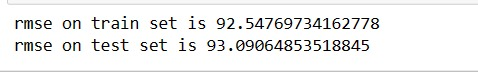 rmse on train set is 92.54769734162778
rmse on test set is 93.09064853518845